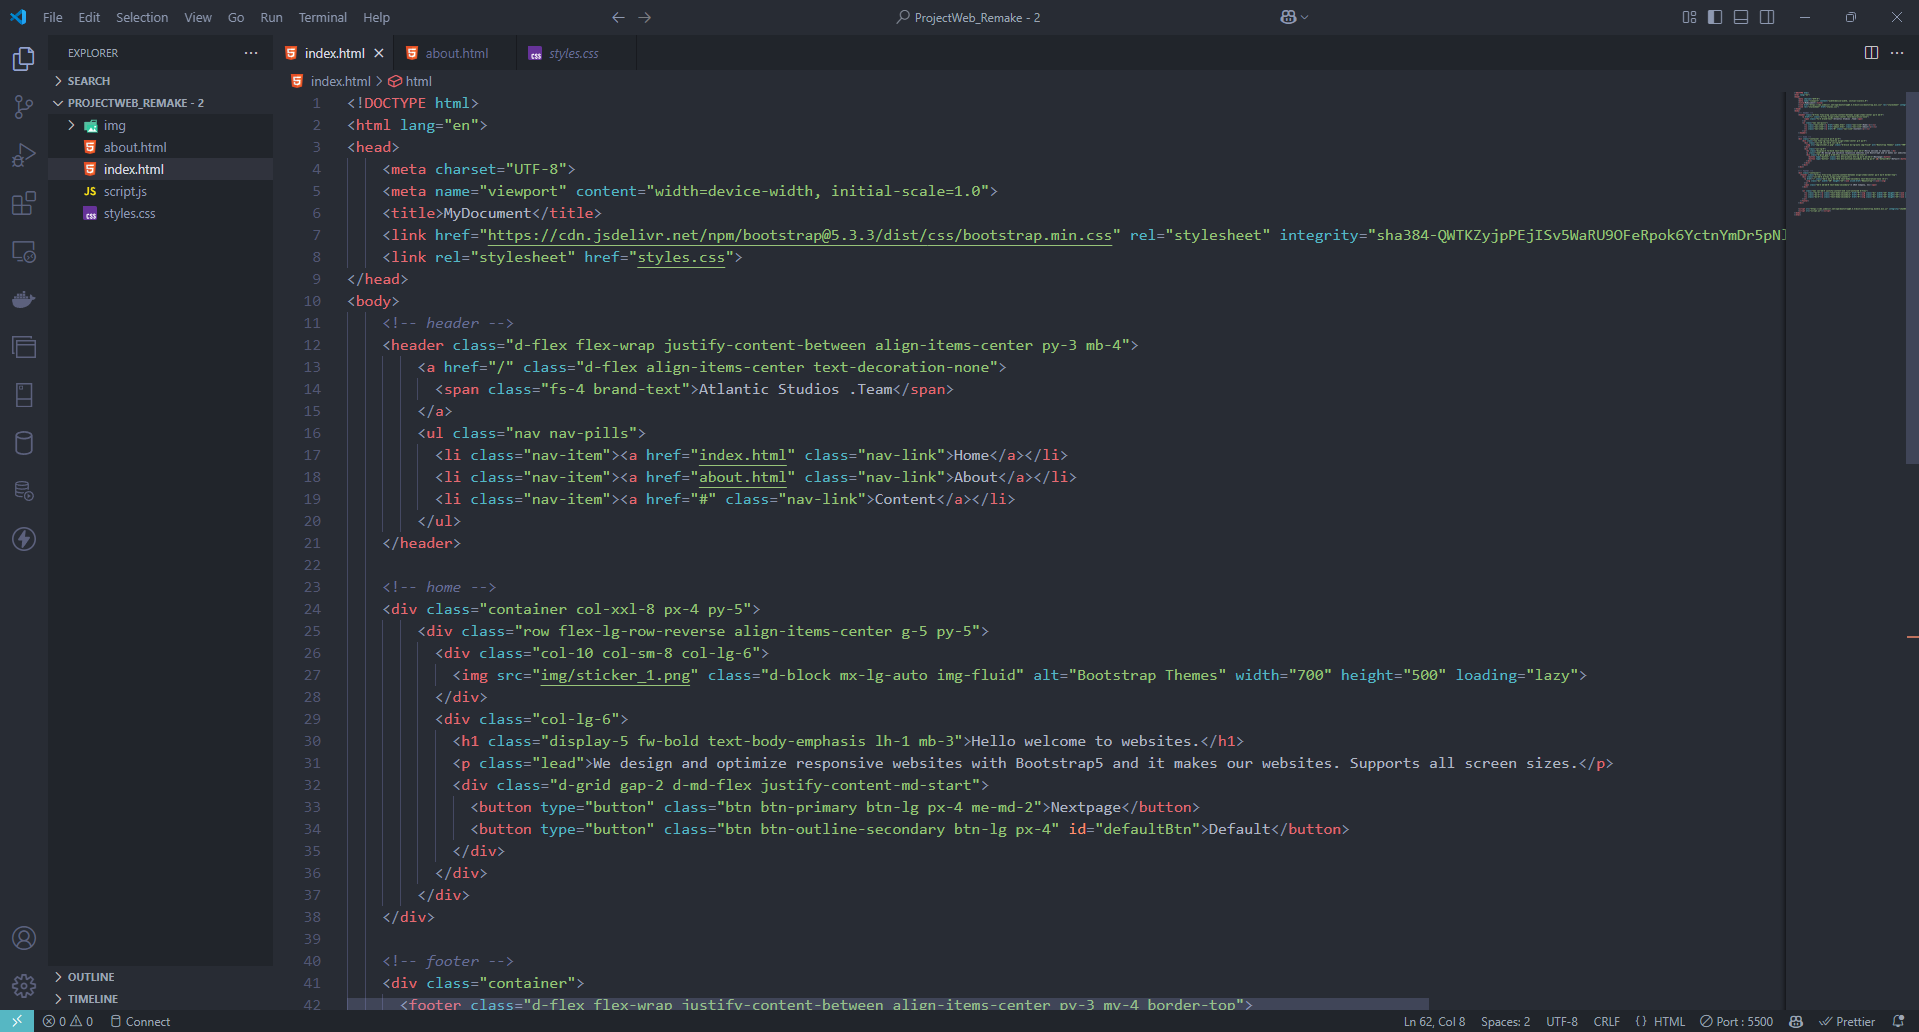 File Edit Selection View Go Run Terminal Help
ProjectWeb_Remake - 2
EXPLORER
SEARCH
PROJECTWEB_REMAKE - 2
img
about.html
index.html
JS script.js
css styles.css
OUTLINE
TIMELINE
index.html about.html css styles.css
index.html > html
1 <!DOCTYPE html>
2 <html lang="en">
3 <head>
4 <meta charset="UTF-8">
5 <meta name="viewport" content="width=device-width, initial-scale=1.0">
6 <title>MyDocument</title>
7 <link href="https://cdn.jsdelivr.net/npm/bootstrap@5.3.3/dist/css/bootstrap.min.css" rel="stylesheet" integrity="sha384-QWTKZyjpPEjISv5WaRU9OFeRpok6YctnYmDr5pNl
8 <link rel="stylesheet" href="styles.css">
9 </head>
10 <body>
11 <!-- header -->
12 <header class="d-flex flex-wrap justify-content-between align-items-center py-3 mb-4">
13 <a href="/" class="d-flex align-items-center text-decoration-none">
14 <span class="fs-4 brand-text">Atlantic Studios .Team</span>
15 </a>
16 <ul class="nav nav-pills">
17 <li class="nav-item"><a href="index.html" class="nav-link">Home</a></li>
18 <li class="nav-item"><a href="about.html" class="nav-link">About</a></li>
19 <li class="nav-item"><a href="#" class="nav-link">Content</a></li>
20 </ul>
21 </header>
22
23 <!-- home -->
24 <div class="container col-xxl-8 px-4 py-5">
25 <div class="row flex-lg-row-reverse align-items-center g-5 py-5">
26 <div class="col-10 col-sm-8 col-lg-6">
27 <img src="img/sticker_1.png" class="d-block mx-lg-auto img-fluid" alt="Bootstrap Themes" width="700" height="500" loading="lazy">
28 </div>
29 <div class="col-lg-6">
30 <h1 class="display-5 fw-bold text-body-emphasis lh-1 mb-3">Hello welcome to websites.</h1>
31 <p class="lead">We design and optimize responsive websites with Bootstrap5 and it makes our websites. Supports all screen sizes.</p>
32 <div class="d-grid gap-2 d-md-flex justify-content-md-start">
33 <button type="button" class="btn btn-primary btn-lg px-4 me-md-2">Nextpage</button>
34 <button type="button" class="btn btn-outline-secondary btn-lg px-4" id="defaultBtn">Default</button>
35 </div>
36 </div>
37 </div>
38 </div>
39
40 <!-- footer -->
41 <div class="container">
42 <footer class="d-flex flex-wrap justify-content-between align-items-center py-3 my-4 border-top">
0 0 Connect Ln 62, Col 8 Spaces: 2 UTF-8 CRLF {} HTML Port : 5500 Prettier